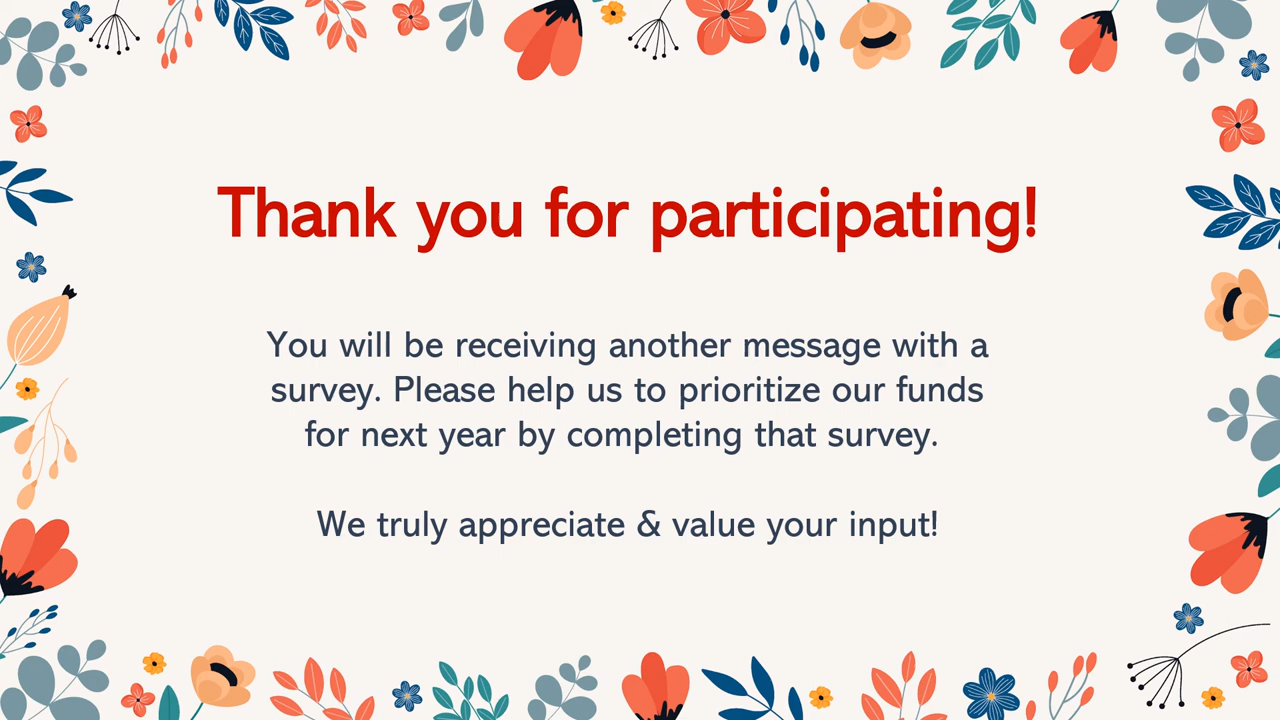 Thank you for participating!
You will be receiving another message with a
survey. Please help us to prioritize our funds
for next year by completing that survey.
We truly appreciate & value your input!